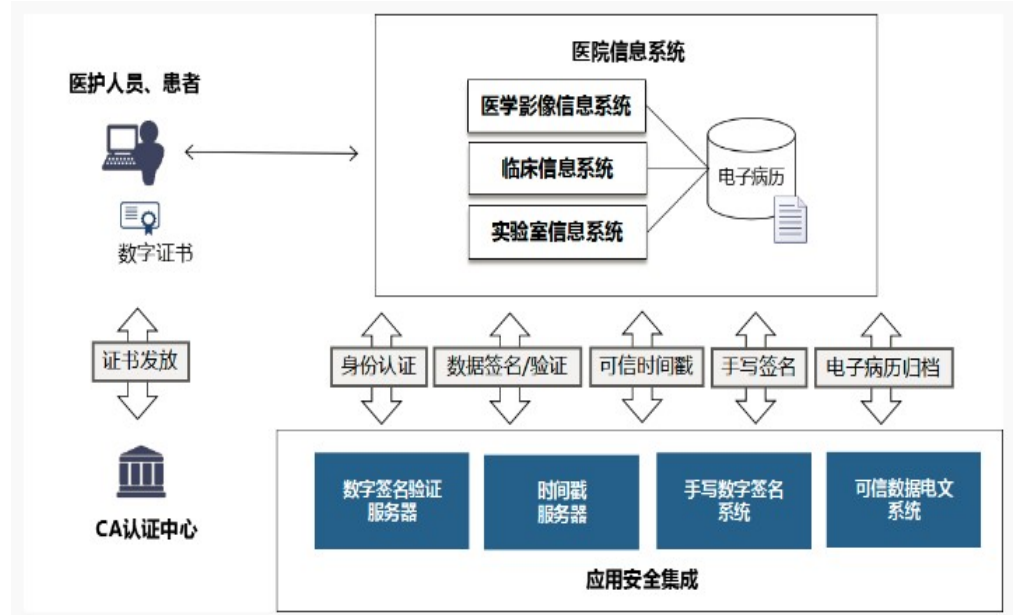 医院信息系统
医护人员、患者
医学影像信息系统
临床信息系统
实验室信息系统
电子病历
数字证书
证书发放
身份认证
数据签名/验证
可信时间戳
手写签名
电子病历归档
CA认证中心
数字签名验证
服务器
时间戳
服务器
手写数字签名
系统
可信数据电文
系统
应用安全集成